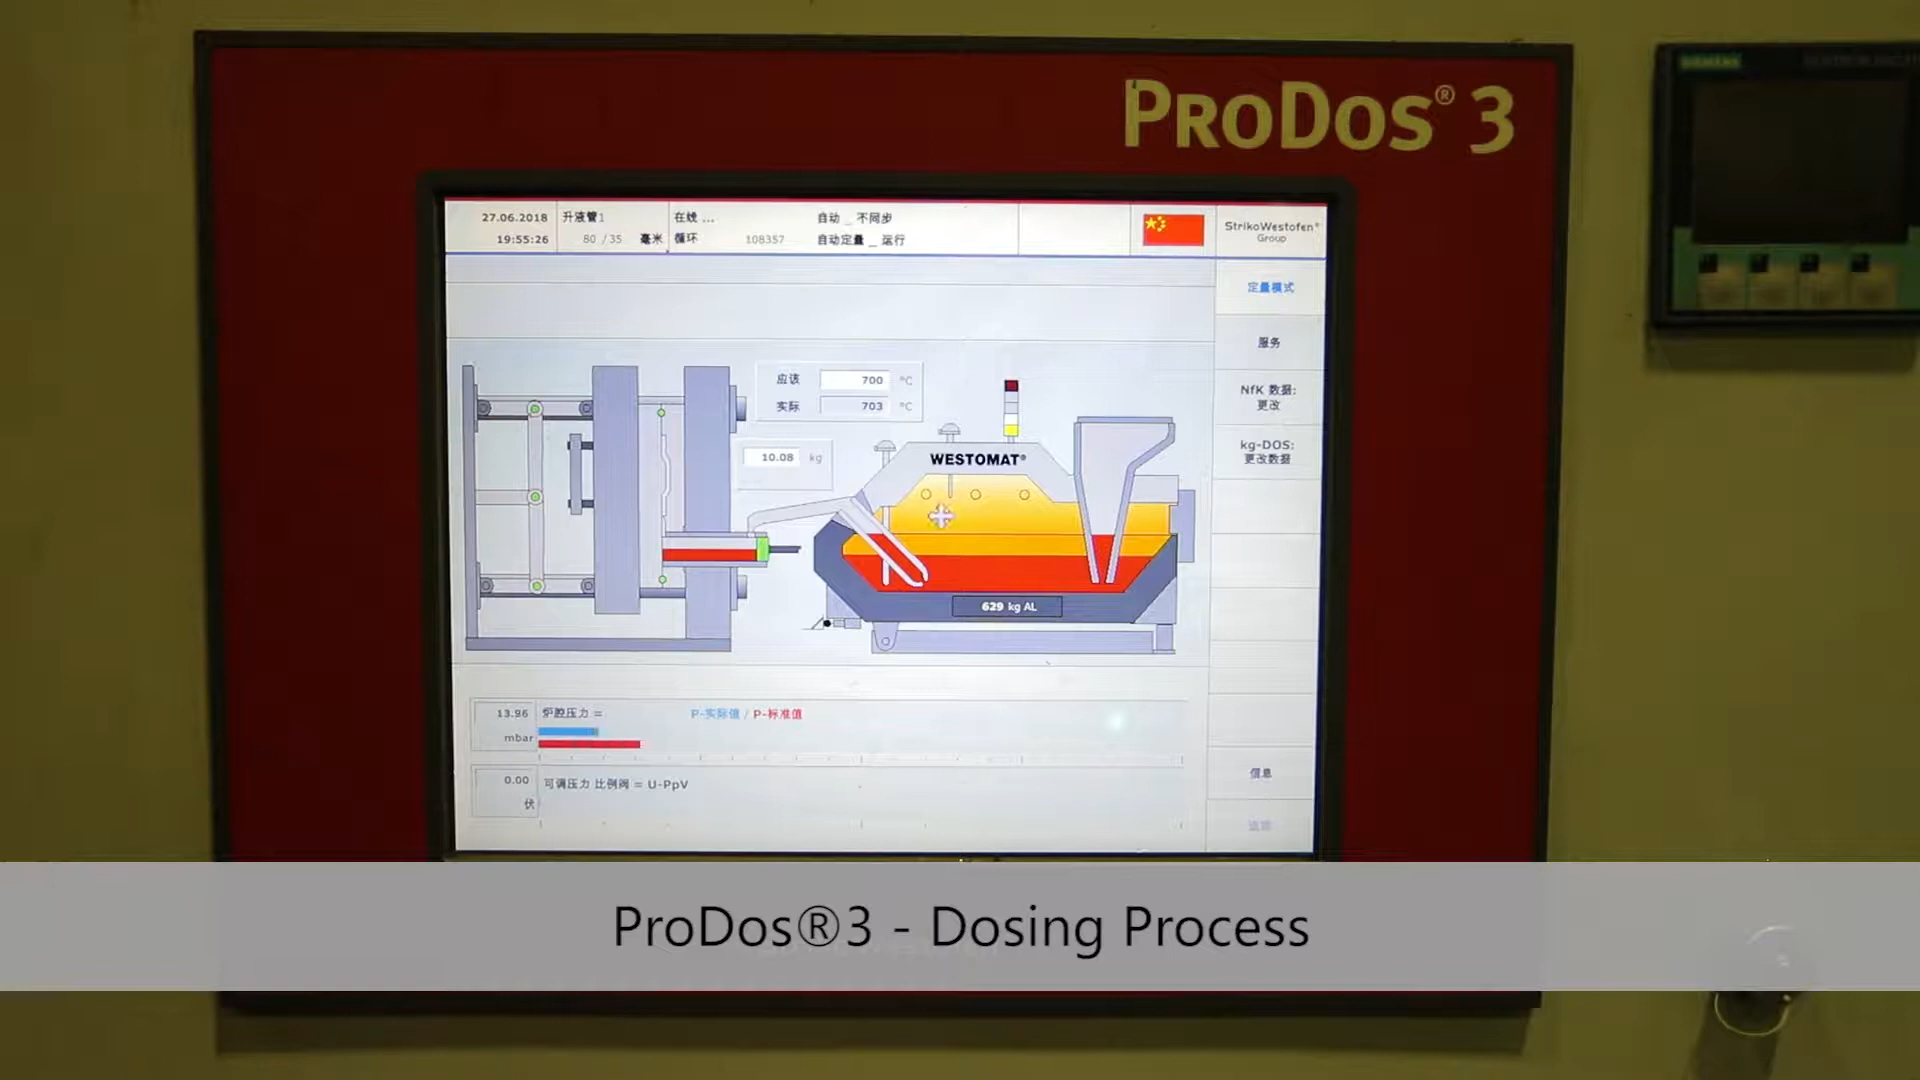 PRODOS® 3
SIEMENS
27.06.2018
19:55:26
升液管1
80 / 35 毫米
在线 ...
循环 108357
自动 _ 不同步
自动定量 _ 运行
StrikoWestofen®
Group
定量模式
服务
NfK 数据:
更改
kg-DOS:
更改数据
信息
应该 700 °C
实际 703 °C
10.08 kg
WESTOMAT®
629 kg AL
13.96 mbar
炉腔压力 =
P-实际值 / P-标准值
0.00 伏
可调压力 比例阀 = U-PpV
ProDos®3 - Dosing Process